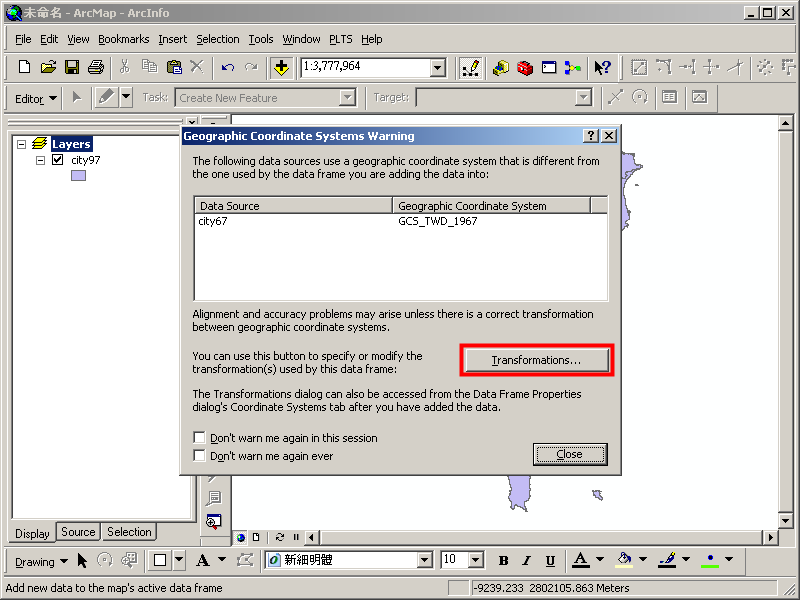 未命名 - ArcMap - ArcInfo
File Edit View Bookmarks Insert Selection Tools Window PLTS Help
1:3,777,964
Editor Task: Create New Feature Target:
Layers
city97
Geographic Coordinate Systems Warning
The following data sources use a geographic coordinate system that is different from
the one used by the data frame you are adding the data into:
Data Source Geographic Coordinate System
city67 GCS_TWD_1967
Alignment and accuracy problems may arise unless there is a correct transformation
between geographic coordinate systems.
You can use this button to specify or modify the
transformation(s) used by this data frame:
Transformations...
The Transformations dialog can also be accessed from the Data Frame Properties
dialog's Coordinate Systems tab after you have added the data.
Don't warn me again in this session
Don't warn me again ever
Close
Display Source Selection
Drawing A 新細明體 10 B I U A
Add new data to the map's active data frame -9239.233 2802105.863 Meters